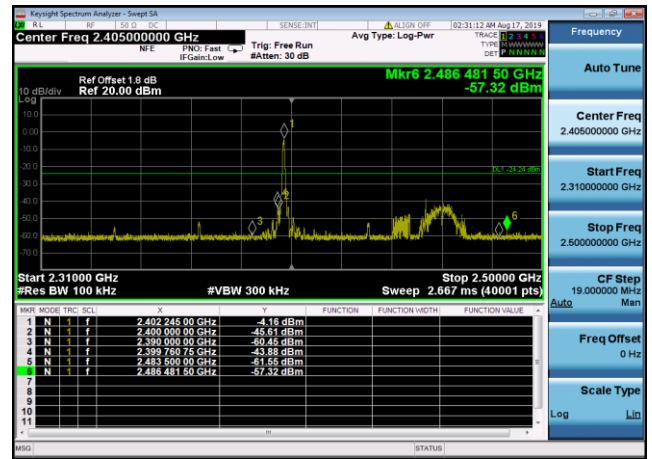 Keysight Spectrum Analyzer - Swept SA
RL RF 50 Ω DC SENSE:INT ALIGN OFF 02:31:12 AM Aug 17, 2019
Center Freq 2.405000000 GHz
NFE PNO: Fast IFGain:Low
Trig: Free Run #Atten: 30 dB
Avg Type: Log-Pwr
TRACE 1 2 3 4 5 6
TYPE M WWWWW
DET P NNNNN
Mkr6 2.486 481 50 GHz
-57.32 dBm
Ref Offset 1.8 dB
10 dB/div Ref 20.00 dBm
Log
10.0
0.00
-10.0
-20.0
-30.0
-40.0
-50.0
-60.0
-70.0
1
2
3
6
DL1 -24.24 dBm
Start 2.31000 GHz Stop 2.50000 GHz
#Res BW 100 kHz #VBW 300 kHz Sweep 2.667 ms (40001 pts)
MKR MODE TRC SCL X Y FUNCTION FUNCTION WIDTH FUNCTION VALUE
1 N 1 f 2.402 245 00 GHz -4.16 dBm
2 N 1 f 2.400 000 00 GHz -45.61 dBm
3 N 1 f 2.390 000 00 GHz -60.45 dBm
4 N 1 f 2.399 760 75 GHz -43.88 dBm
5 N 1 f 2.483 500 00 GHz -61.55 dBm
6 N 1 f 2.486 481 50 GHz -57.32 dBm
7
8
9
10
11
MSG STATUS
Frequency
Auto Tune
Center Freq
2.405000000 GHz
Start Freq
2.310000000 GHz
Stop Freq
2.500000000 GHz
CF Step
19.000000 MHz
Auto Man
Freq Offset
0 Hz
Scale Type
Log Lin